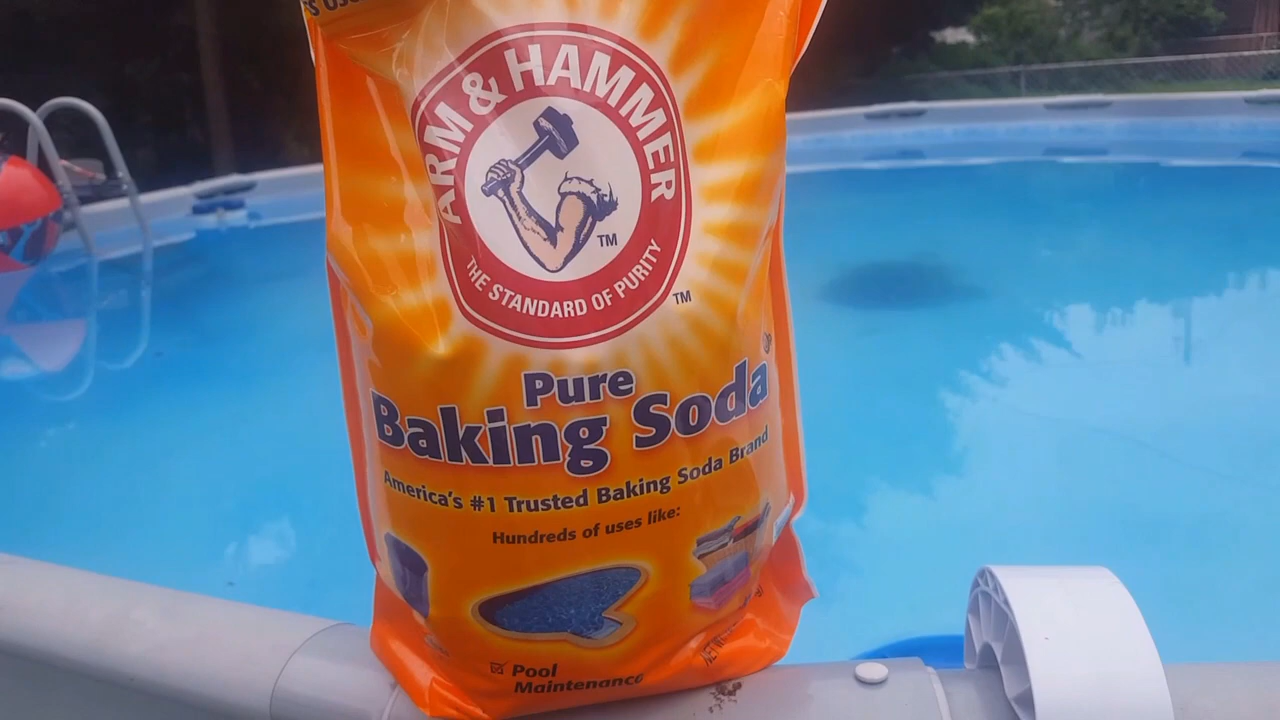 ARM & HAMMER
TM
THE STANDARD OF PURITY
TM
Pure
Baking Soda
America's #1 Trusted Baking Soda Brand
Hundreds of uses like:
Pool
Maintenance
NET